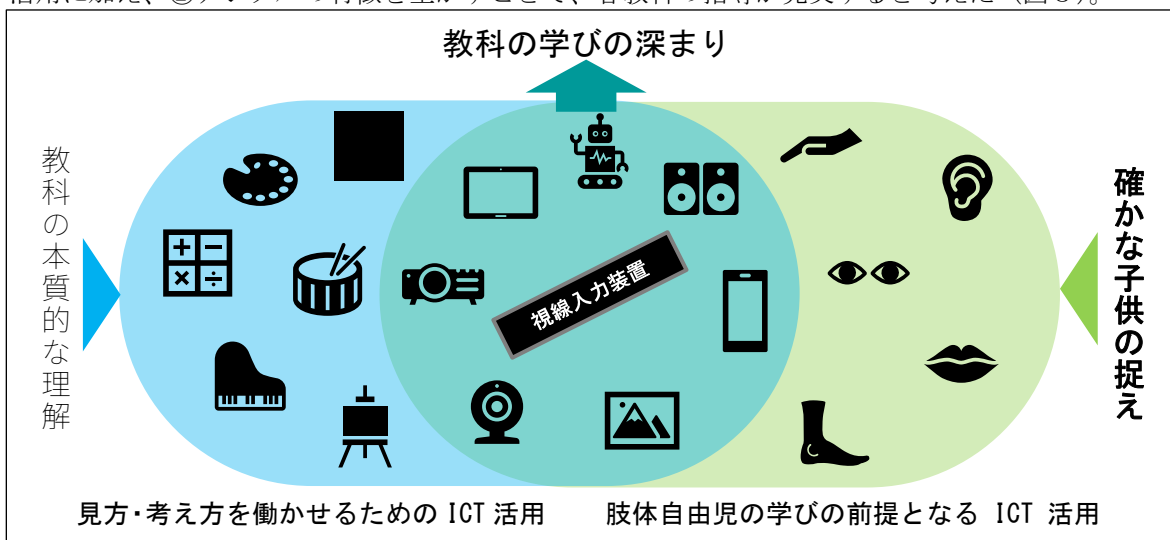 教科の学びの深まり
教科の本質的な理解
確かな子供の捉え
視線入力装置
見方・考え方を働かせるための ICT 活用
肢体自由児の学びの前提となる ICT 活用